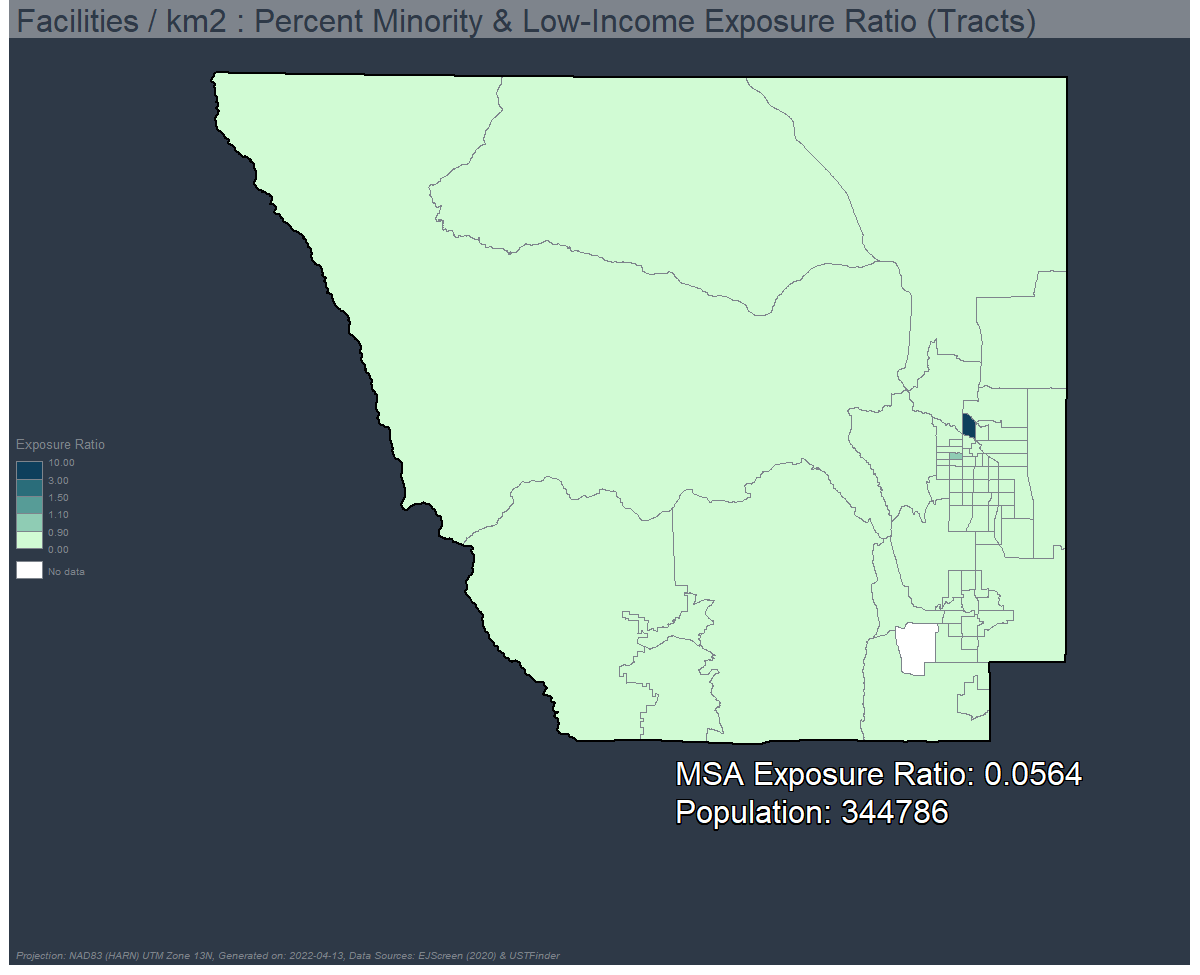 Facilities / km2 : Percent Minority & Low-Income Exposure Ratio (Tracts)
Exposure Ratio
10.00
3.00
1.50
1.10
0.90
0.00
No data
MSA Exposure Ratio: 0.0564
Population: 344786
Projection: NAD83 (HARN) UTM Zone 13N, Generated on: 2022-04-13, Data Sources: EJScreen (2020) & USTFinder